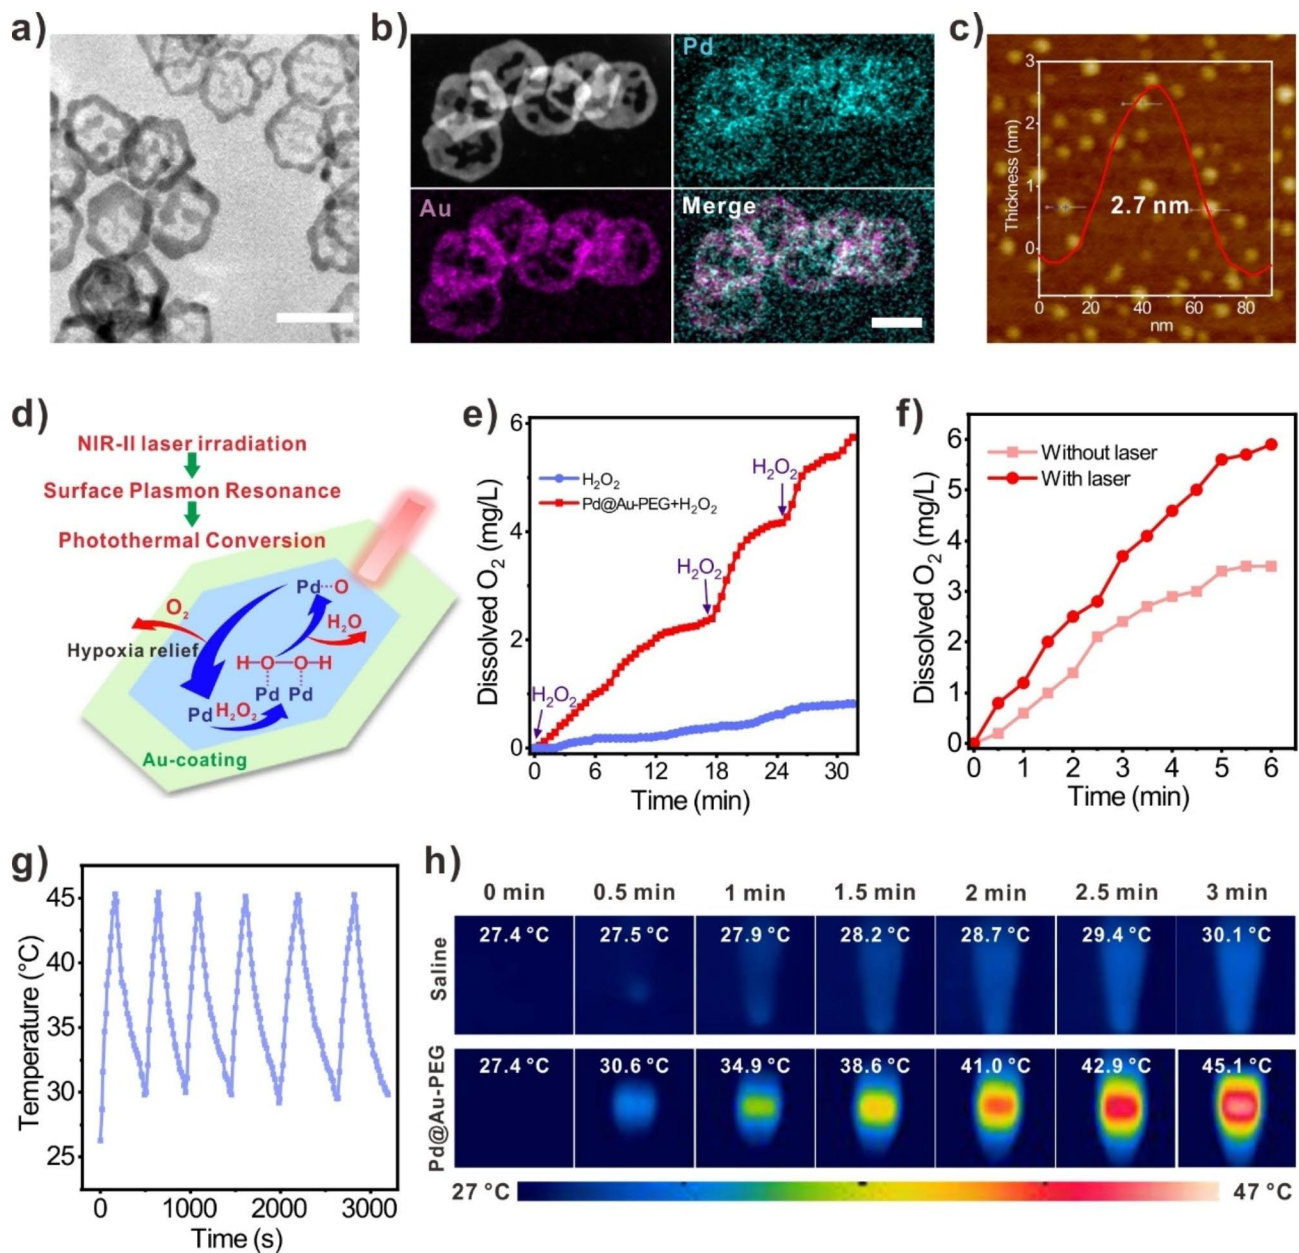 a)
b)
Pd
Au
Merge
c)
3
2
1
0
Thickness (nm)
2.7 nm
0 20 40 60 80
nm
d)
NIR-II laser irradiation
Surface Plasmon Resonance
Photothermal Conversion
Pd···O
O₂
H₂O
Hypoxia relief
H—O—O—H
Pd Pd
Pd
H₂O₂
Au-coating
e)
6
4
2
0
Dissolved O₂ (mg/L)
H₂O₂
Pd@Au-PEG+H₂O₂
H₂O₂
H₂O₂
H₂O₂
0 6 12 18 24 30
Time (min)
f)
6
5
4
3
2
1
0
Dissolved O₂ (mg/L)
Without laser
With laser
0 1 2 3 4 5 6
Time (min)
g)
45
40
35
30
25
Temperature (°C)
0 1000 2000 3000
Time (s)
h)
0 min 0.5 min 1 min 1.5 min 2 min 2.5 min 3 min
Saline
27.4 °C 27.5 °C 27.9 °C 28.2 °C 28.7 °C 29.4 °C 30.1 °C
Pd@Au-PEG
27.4 °C 30.6 °C 34.9 °C 38.6 °C 41.0 °C 42.9 °C 45.1 °C
27 °C 47 °C